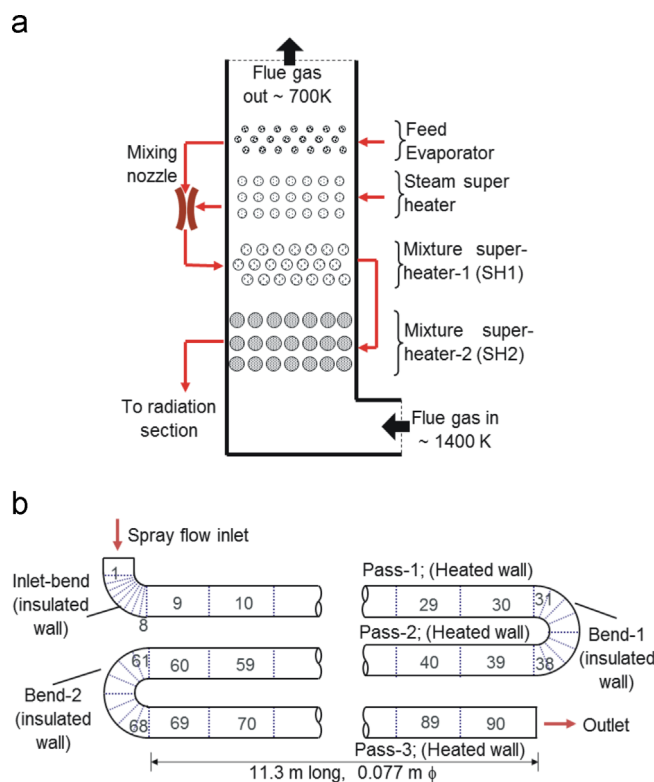 a
Flue gas
out ~ 700K
Mixing
nozzle
Feed
Evaporator
Steam super
heater
Mixture super-
heater-1 (SH1)
Mixture super-
heater-2 (SH2)
To radiation
section
Flue gas in
~ 1400 K
b
Spray flow inlet
Inlet-bend
(insulated
wall)
1
8
9
10
Pass-1; (Heated wall)
29
30
31
Pass-2; (Heated wall)
Bend-1
(insulated
wall)
61
60
59
40
39
38
Bend-2
(insulated
wall)
68
69
70
89
90
Outlet
Pass-3; (Heated wall)
11.3 m long, 0.077 m ϕ